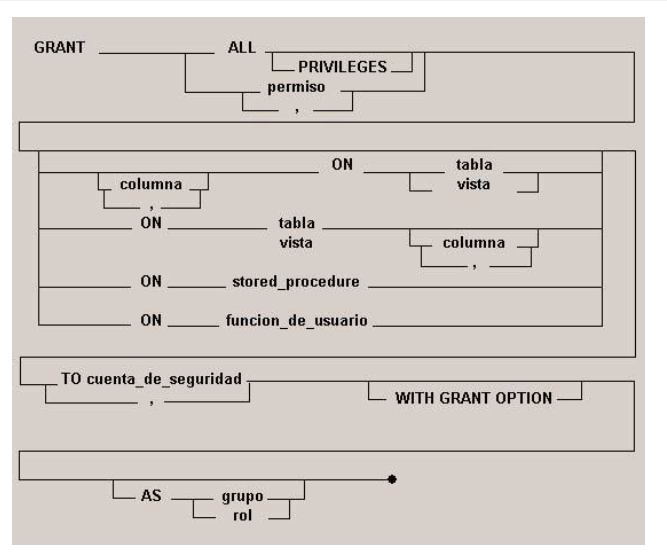 GRANT ALL
PRIVILEGES
permiso
,
ON tabla
columna vista
,
ON tabla
vista columna
,
ON stored_procedure
ON funcion_de_usuario
TO cuenta_de_seguridad
,
WITH GRANT OPTION
AS grupo
rol